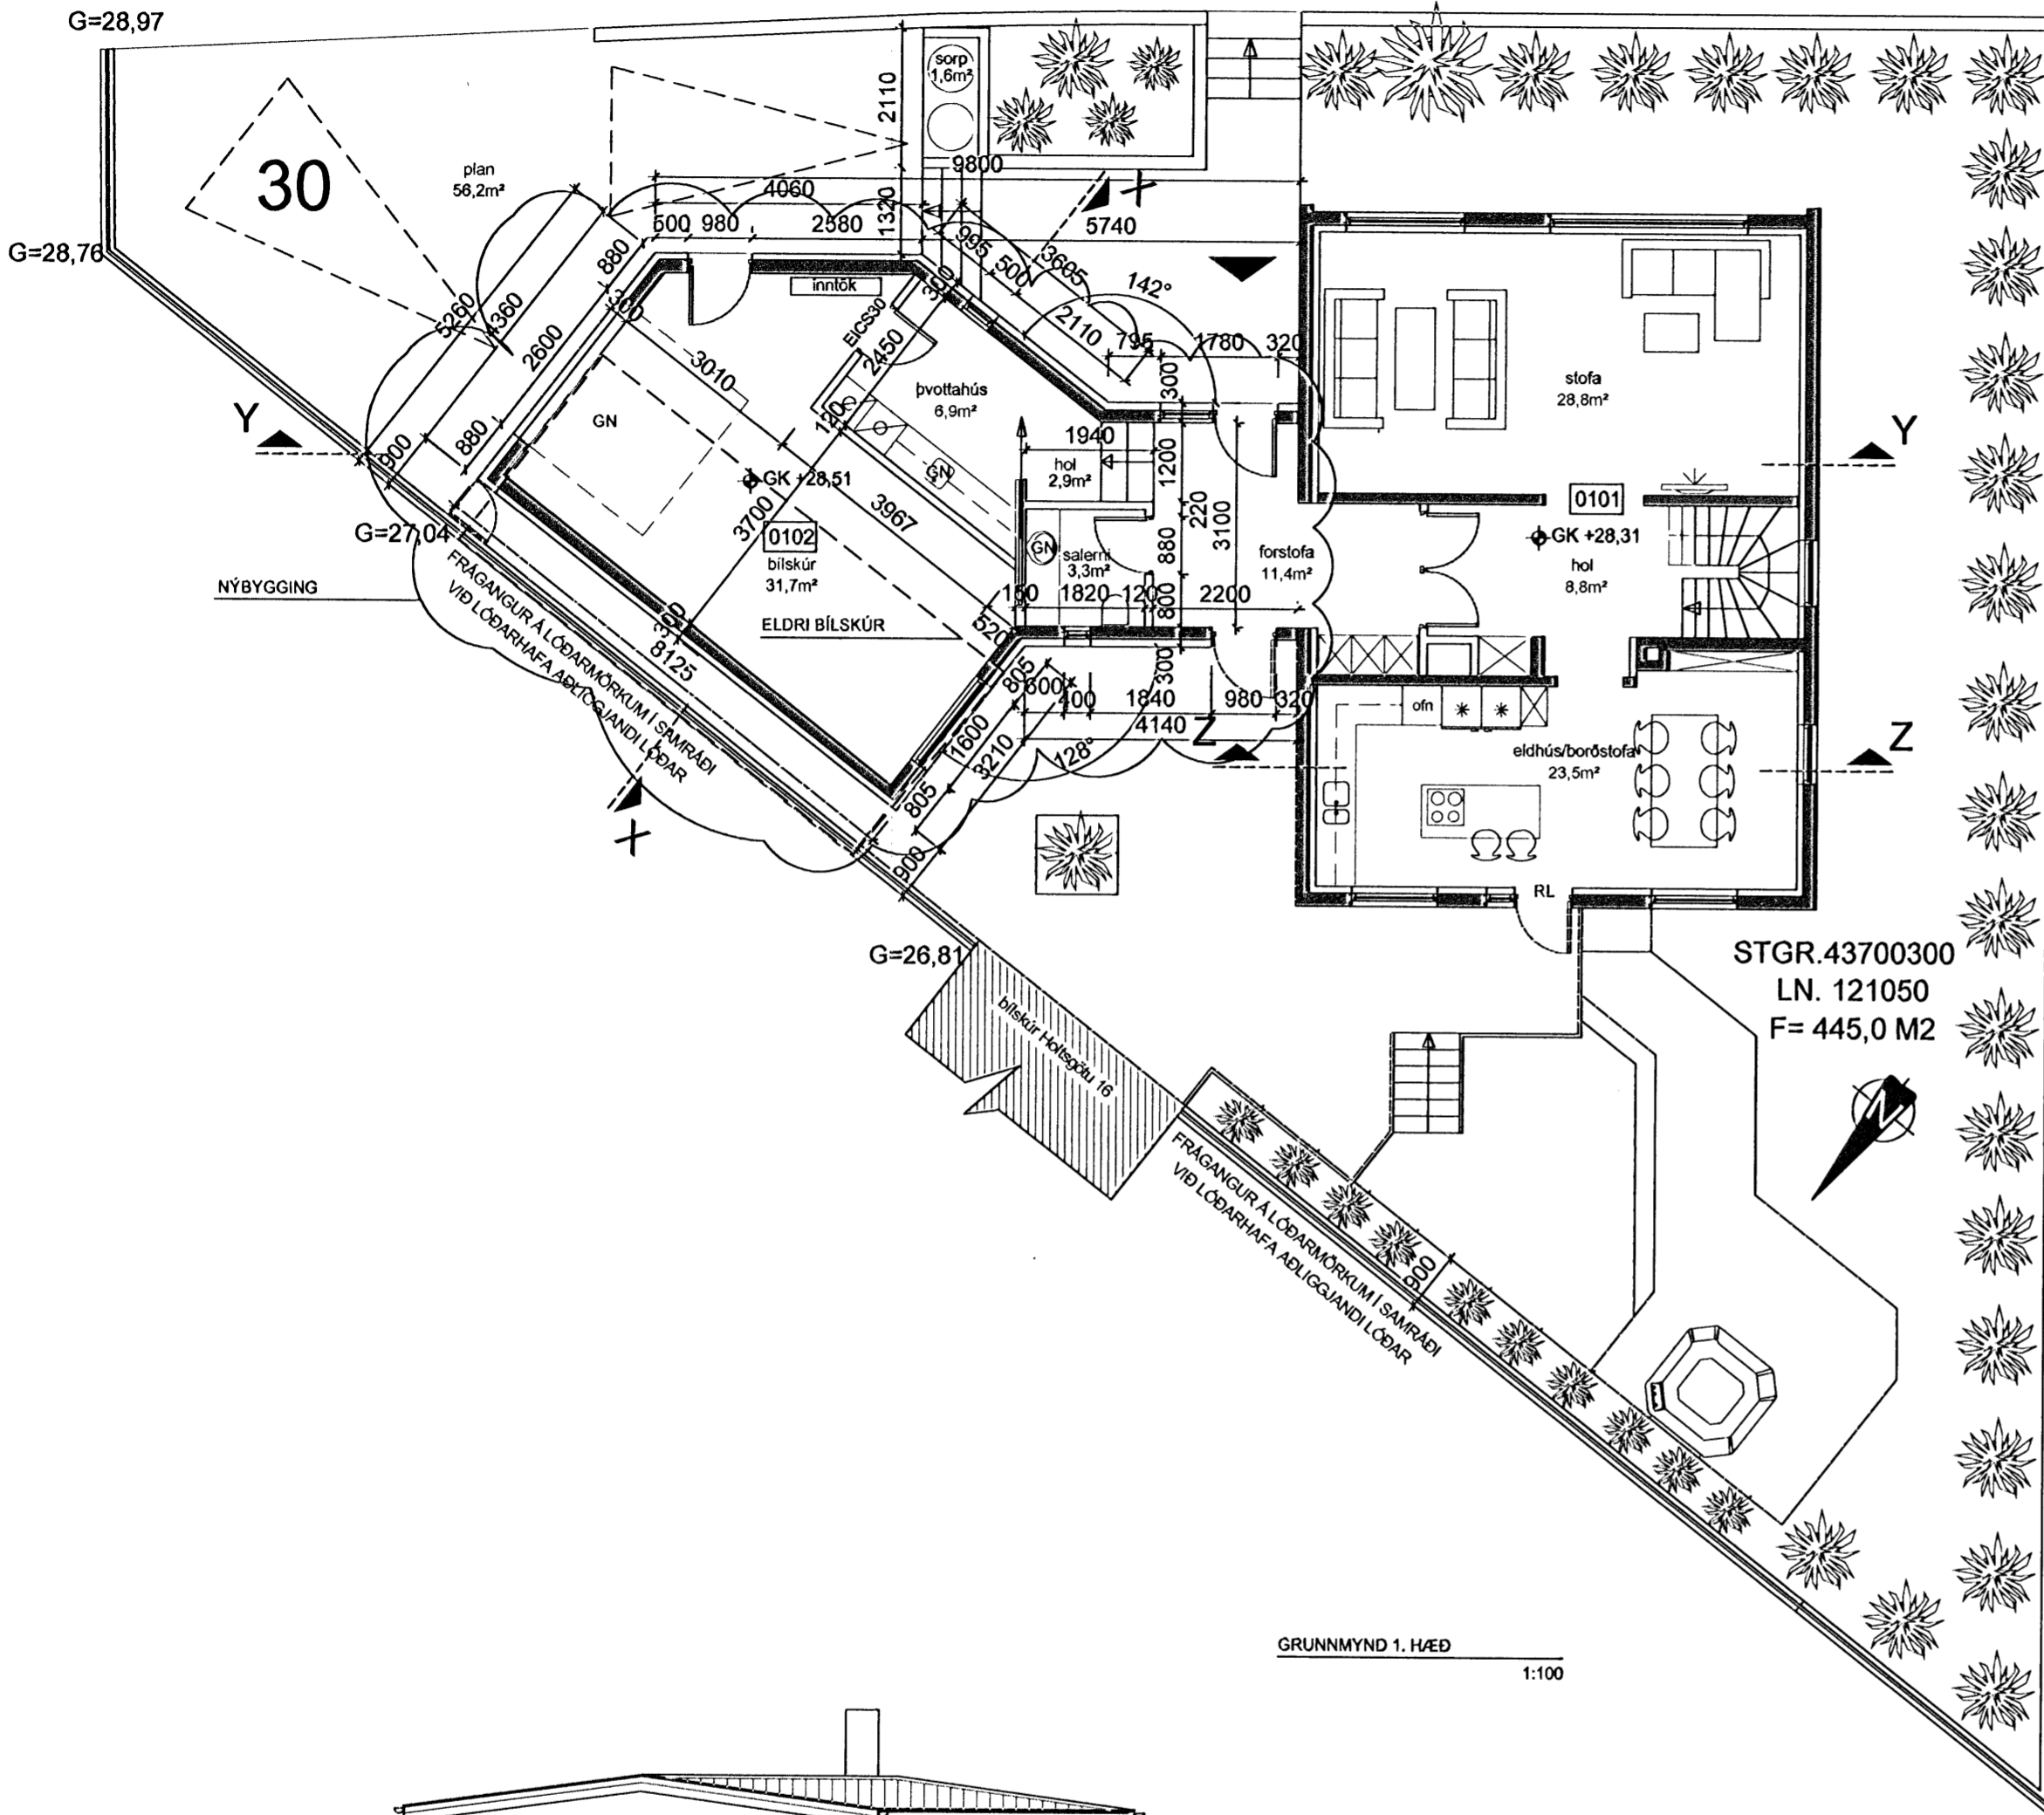 G=28,97
sorp
1,6m²
2110
30
plan
56,2m²
9800
X
4060
1320
600 980 2580
5740
G=28,76
880
995
3605
500
300
142°
inntök
EICS30
5260
4360
2600
2110
795 1780 320
3010
2450
300
stofa
28,8m²
þvottahús
6,9m²
GN
120
Y
Y
1940
hol
2,9m²
1200
900
880
GN
GK +28,51
0101
220
3100
3967
3700
G=27,04
0102
GN
GK +28,31
bílskúr
31,7m²
salerni
3,3m²
880
forstofa
11,4m²
hol
8,8m²
NÝBYGGING
150 1820 120
800
2200
FRÁGANGUR Á LÓÐARMÖRKUM Í SAMRÁÐI
VIÐ LÓÐARHAFA AÐLIGGJANDI LÓÐAR
ELDRI BÍLSKÚR
520
8125
805
300
600
400 1840 980 320
ofn
1600
3210
4140
128°
Z
Z
eldhús/borðstofa
23,5m²
805
X
900
RL
G=26,81
STGR.43700300
LN. 121050
F= 445,0 M2
bílskúr Holtsgötu 16
N
FRÁGANGUR Á LÓÐARMÖRKUM Í SAMRÁÐI
VIÐ LÓÐARHAFA AÐLIGGJANDI LÓÐAR
900
GRUNNMYND 1. HÆÐ
1:100